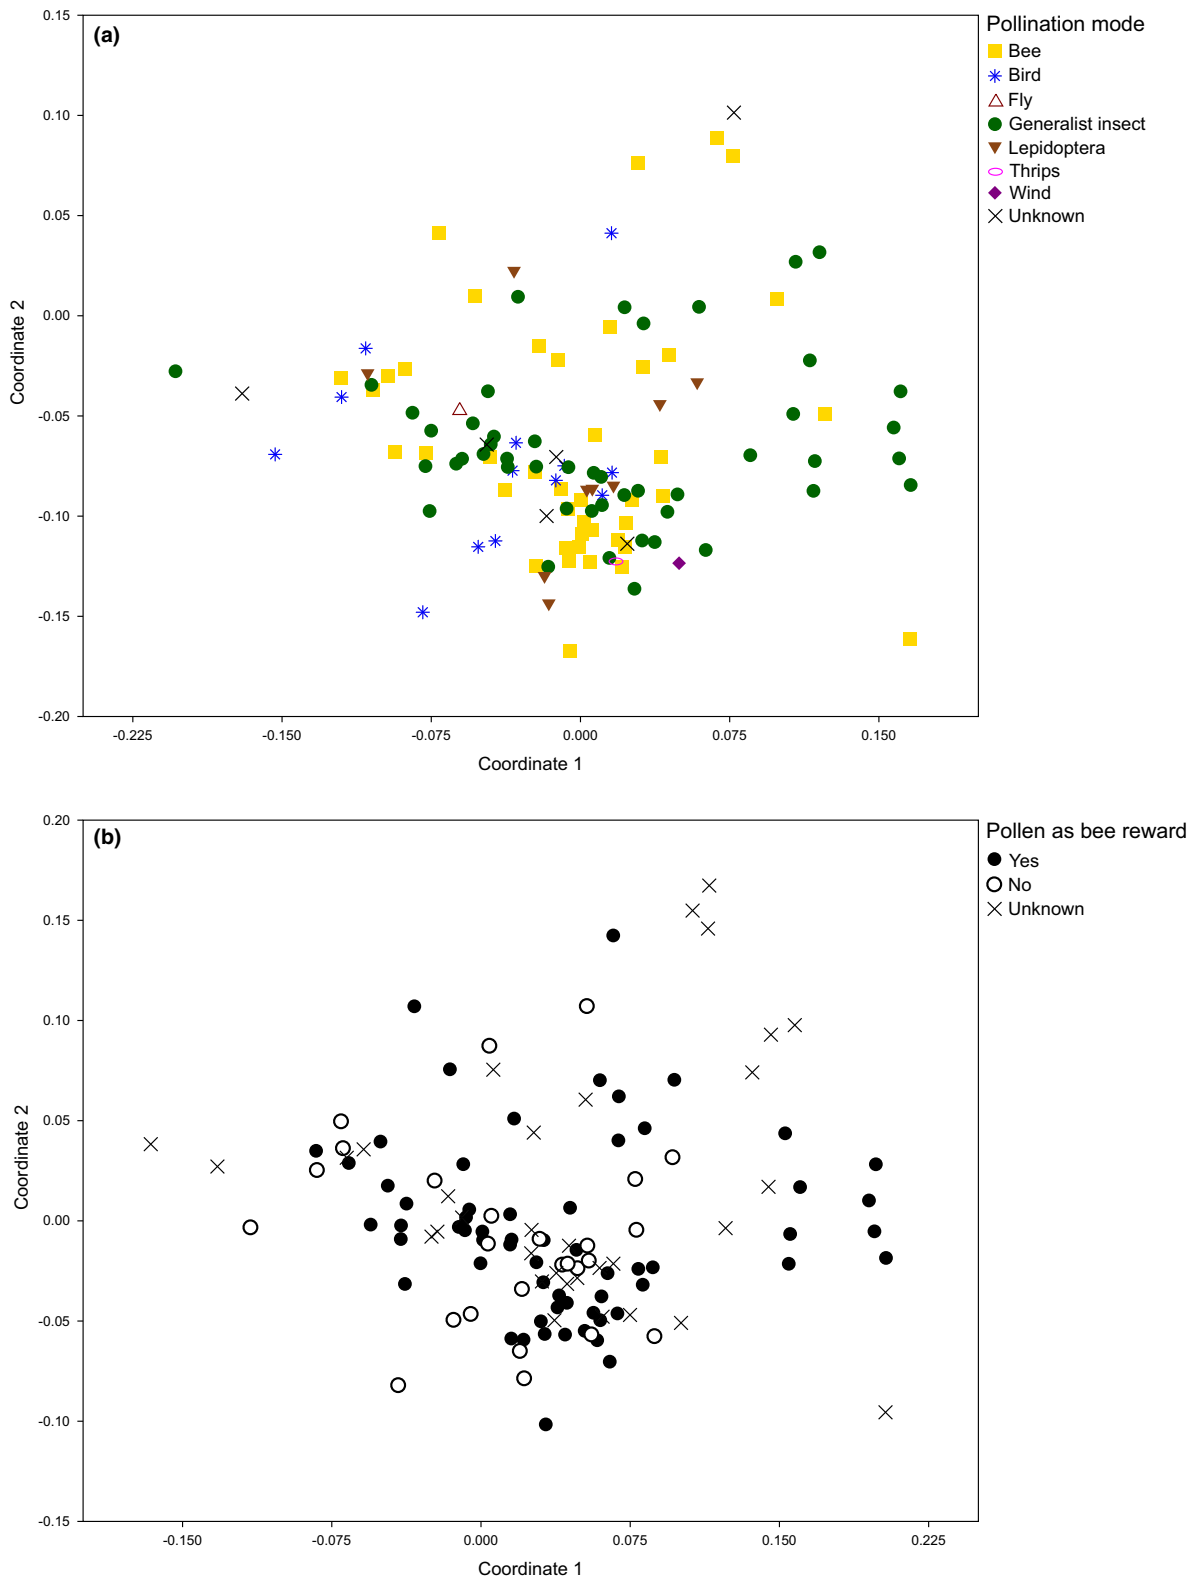 (a)
0.15
0.10
0.05
0.00
-0.05
-0.10
-0.15
-0.20
Coordinate 2
-0.225 -0.150 -0.075 0.000 0.075 0.150
Coordinate 1
Pollination mode
Bee
Bird
Fly
Generalist insect
Lepidoptera
Thrips
Wind
Unknown
(b)
0.20
0.15
0.10
0.05
0.00
-0.05
-0.10
-0.15
Coordinate 2
-0.150 -0.075 0.000 0.075 0.150 0.225
Coordinate 1
Pollen as bee reward
Yes
No
Unknown